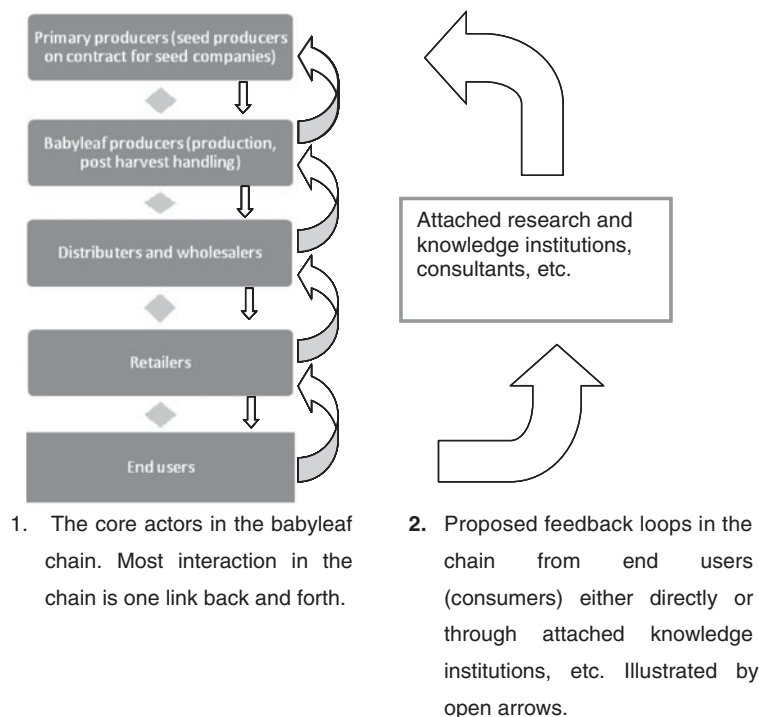 Primary producers (seed producers
on contract for seed companies)
Babyleaf producers (production,
post harvest handling)
Distributers and wholesalers
Retailers
End users
Attached research and
knowledge institutions,
consultants, etc.
1. The core actors in the babyleaf
chain. Most interaction in the
chain is one link back and forth.
2. Proposed feedback loops in the
chain from end users
(consumers) either directly or
through attached knowledge
institutions, etc. Illustrated by
open arrows.